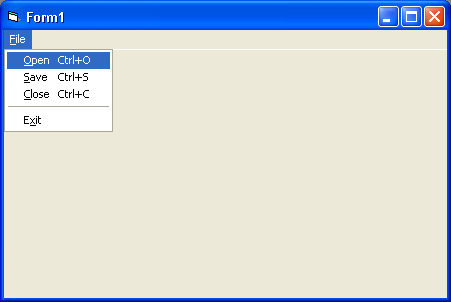 Form1
File
Open Ctrl+O
Save Ctrl+S
Close Ctrl+C
Exit